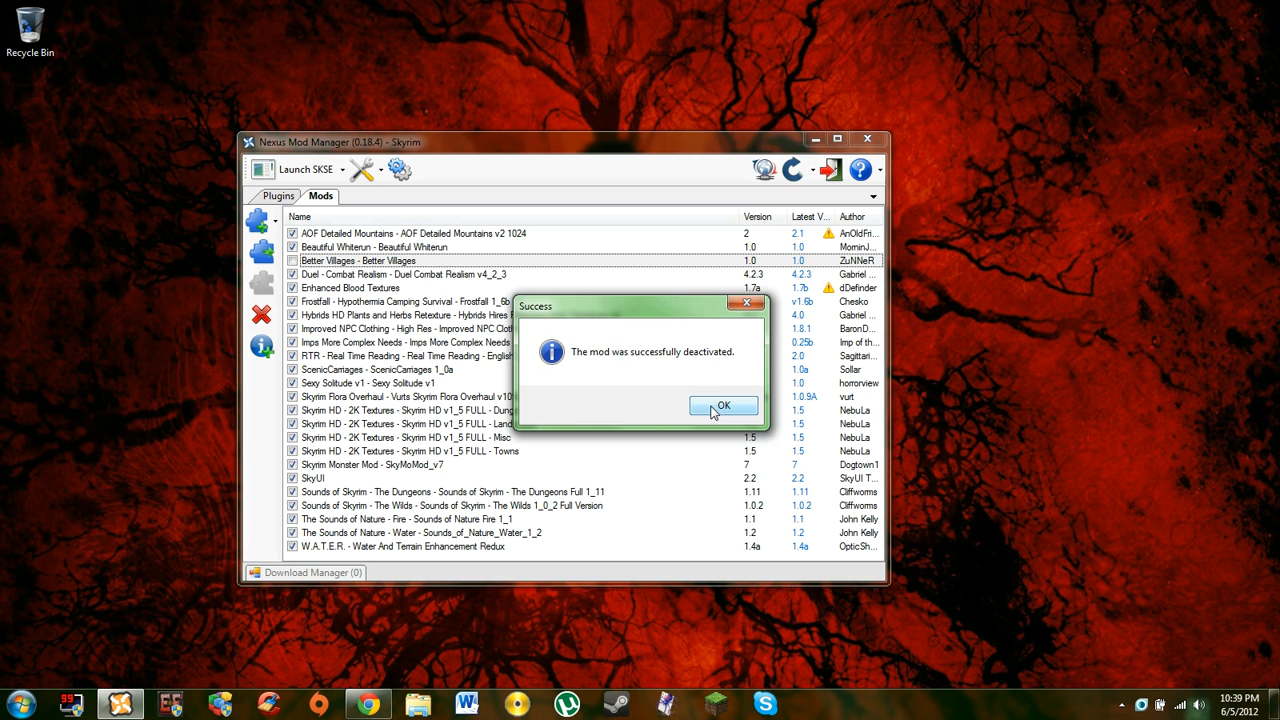 Recycle Bin
Nexus Mod Manager (0.18.4) - Skyrim
Launch SKSE
Plugins Mods
Name Version Latest V... Author
AOF Detailed Mountains - AOF Detailed Mountains v2 1024 2 2.1 AnOldFri...
Beautiful Whiterun - Beautiful Whiterun 1.0 1.0 MominJ...
Better Villages - Better Villages 1.0 1.0 ZuNNeR
Duel - Combat Realism - Duel Combat Realism v4_2_3 4.2.3 4.2.3 Gabriel ...
Enhanced Blood Textures 1.7a 1.7b dDefinder
Frostfall - Hypothermia Camping Survival - Frostfall 1_6b v1.6b Chesko
Hybrids HD Plants and Herbs Retexture - Hybrids Hires 4.0 Gabriel ...
Improved NPC Clothing - High Res - Improved NPC Cl 1.8.1 BaronD...
Imps More Complex Needs - Imps More Complex Needs 0.25b Imp of th...
RTR - Real Time Reading - Real Time Reading - English 2.0 Sagittari...
ScenicCarriages - ScenicCarriages 1_0a 1.0a Sollar
Sexy Solitude v1 - Sexy Solitude v1 1.0 horrorview
Skyrim Flora Overhaul - Vurts Skyrim Flora Overhaul v10 1.0.9A vurt
Skyrim HD - 2K Textures - Skyrim HD v1_5 FULL - Dung 1.5 NebuLa
Skyrim HD - 2K Textures - Skyrim HD v1_5 FULL - Land 1.5 NebuLa
Skyrim HD - 2K Textures - Skyrim HD v1_5 FULL - Misc 1.5 1.5 NebuLa
Skyrim HD - 2K Textures - Skyrim HD v1_5 FULL - Towns 1.5 1.5 NebuLa
Skyrim Monster Mod - SkyMoMod_v7 7 7 Dogtown1
SkyUI 2.2 2.2 SkyUI T...
Sounds of Skyrim - The Dungeons - Sounds of Skyrim - The Dungeons Full 1_11 1.11 1.11 Cliffworms
Sounds of Skyrim - The Wilds - Sounds of Skyrim - The Wilds 1_0_2 Full Version 1.0.2 1.0.2 Cliffworms
The Sounds of Nature - Fire - Sounds of Nature Fire 1_1 1.1 1.1 John Kelly
The Sounds of Nature - Water - Sounds_of_Nature_Water_1_2 1.2 1.2 John Kelly
W.A.T.E.R. - Water And Terrain Enhancement Redux 1.4a 1.4a OpticSh...
Download Manager (0)
Success
The mod was successfully deactivated.
OK
99
10:39 PM
6/5/2012